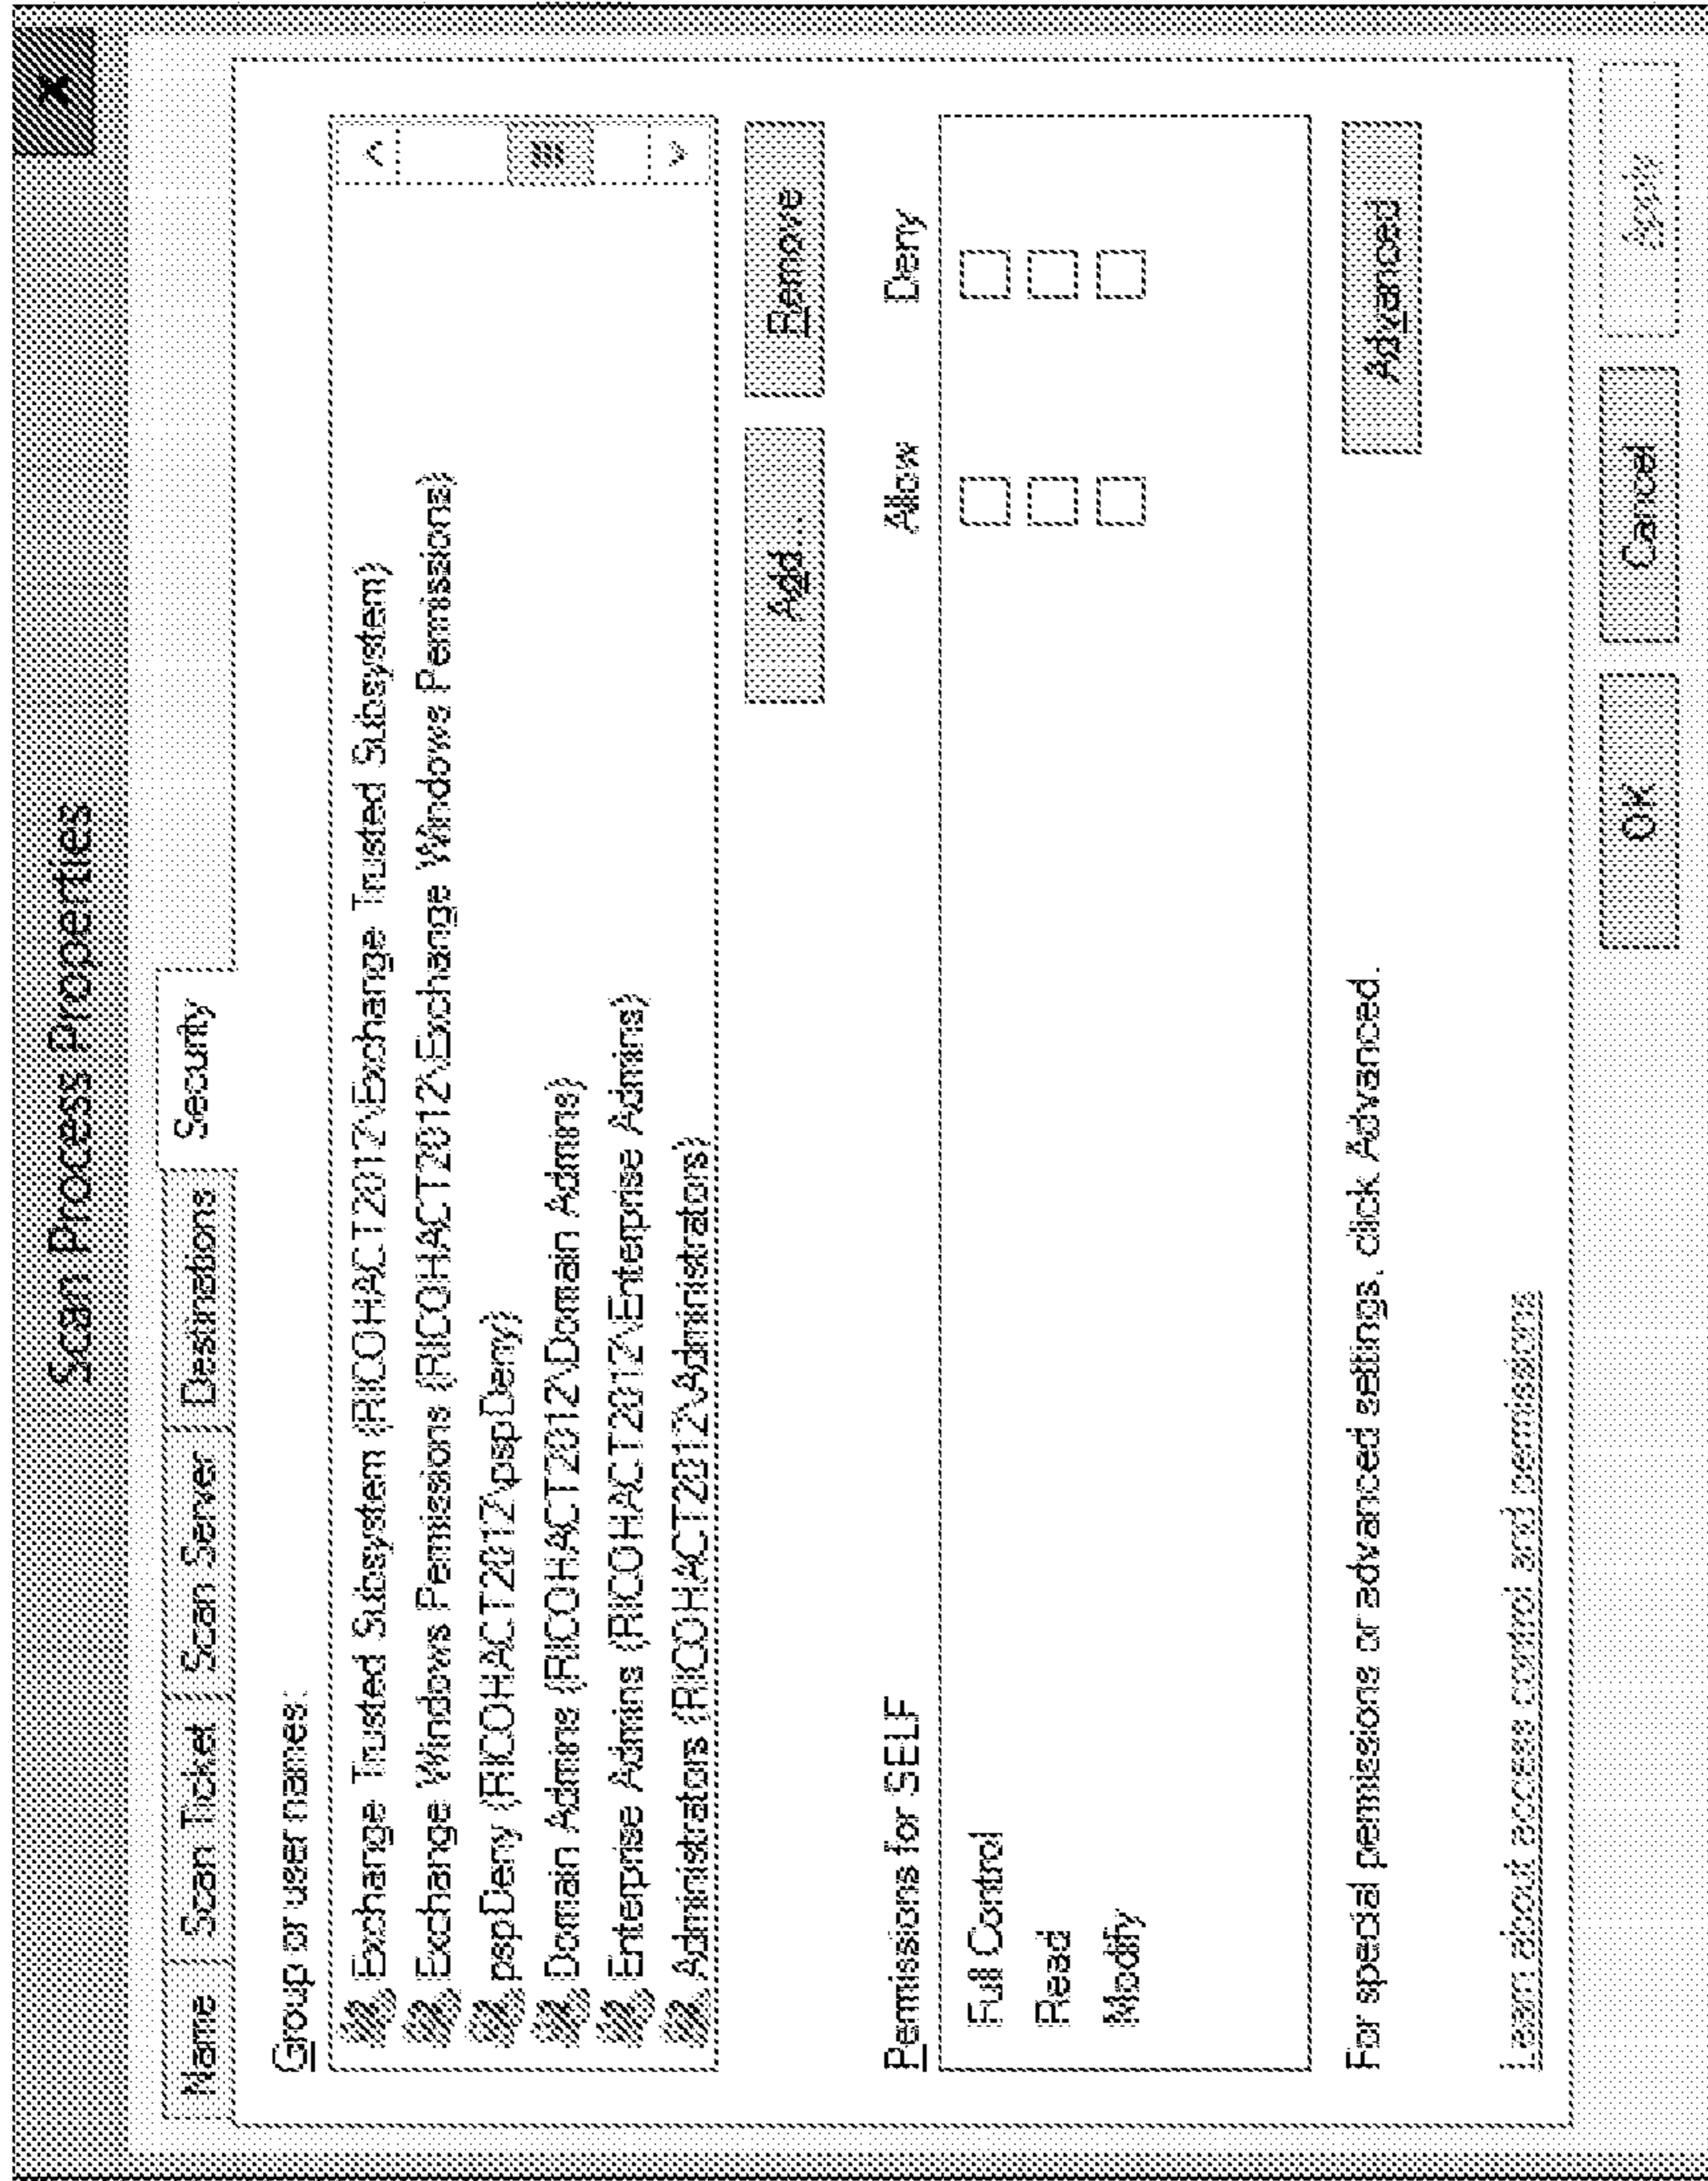 Scan Process Properties
X
Name Scan Ticket Scan Server Destinations Security
Group or user names:
Exchange Trusted Subsystem (RICOHACT2012\Exchange Trusted Subsystem)
Exchange Windows Permissions (RICOHACT2012\Exchange Windows Permissions)
pspDeny (RICOHACT2012\pspDeny)
Domain Admins (RICOHACT2012\Domain Admins)
Enterprise Admins (RICOHACT2012\Enterprise Admins)
Administrators (RICOHACT2012\Administrators)
Add... Remove
Permissions for SELF Allow Deny
Full Control
Read
Modify
For special permissions or advanced settings, click Advanced.
Advanced
Learn about access control and permissions
OK Cancel Apply